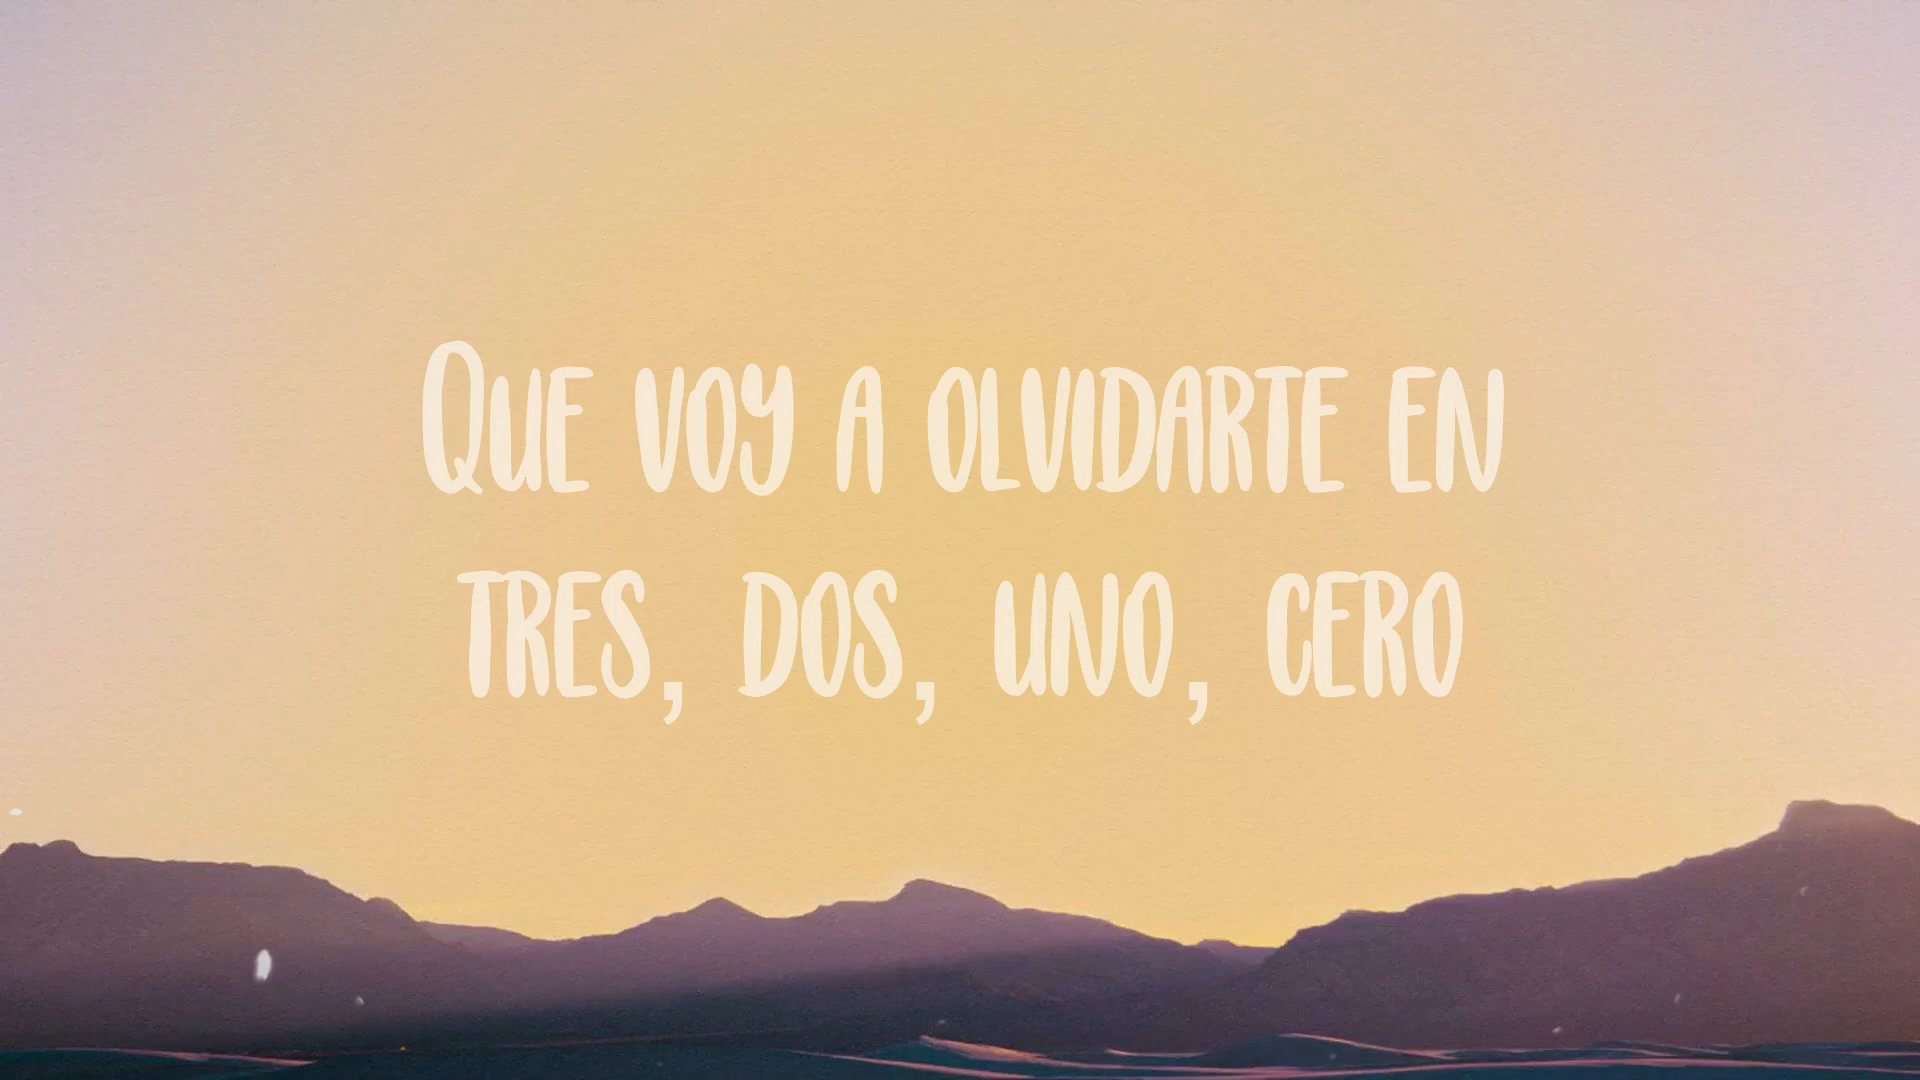 Que voy a olvidarte en
tres, dos, uno, cero